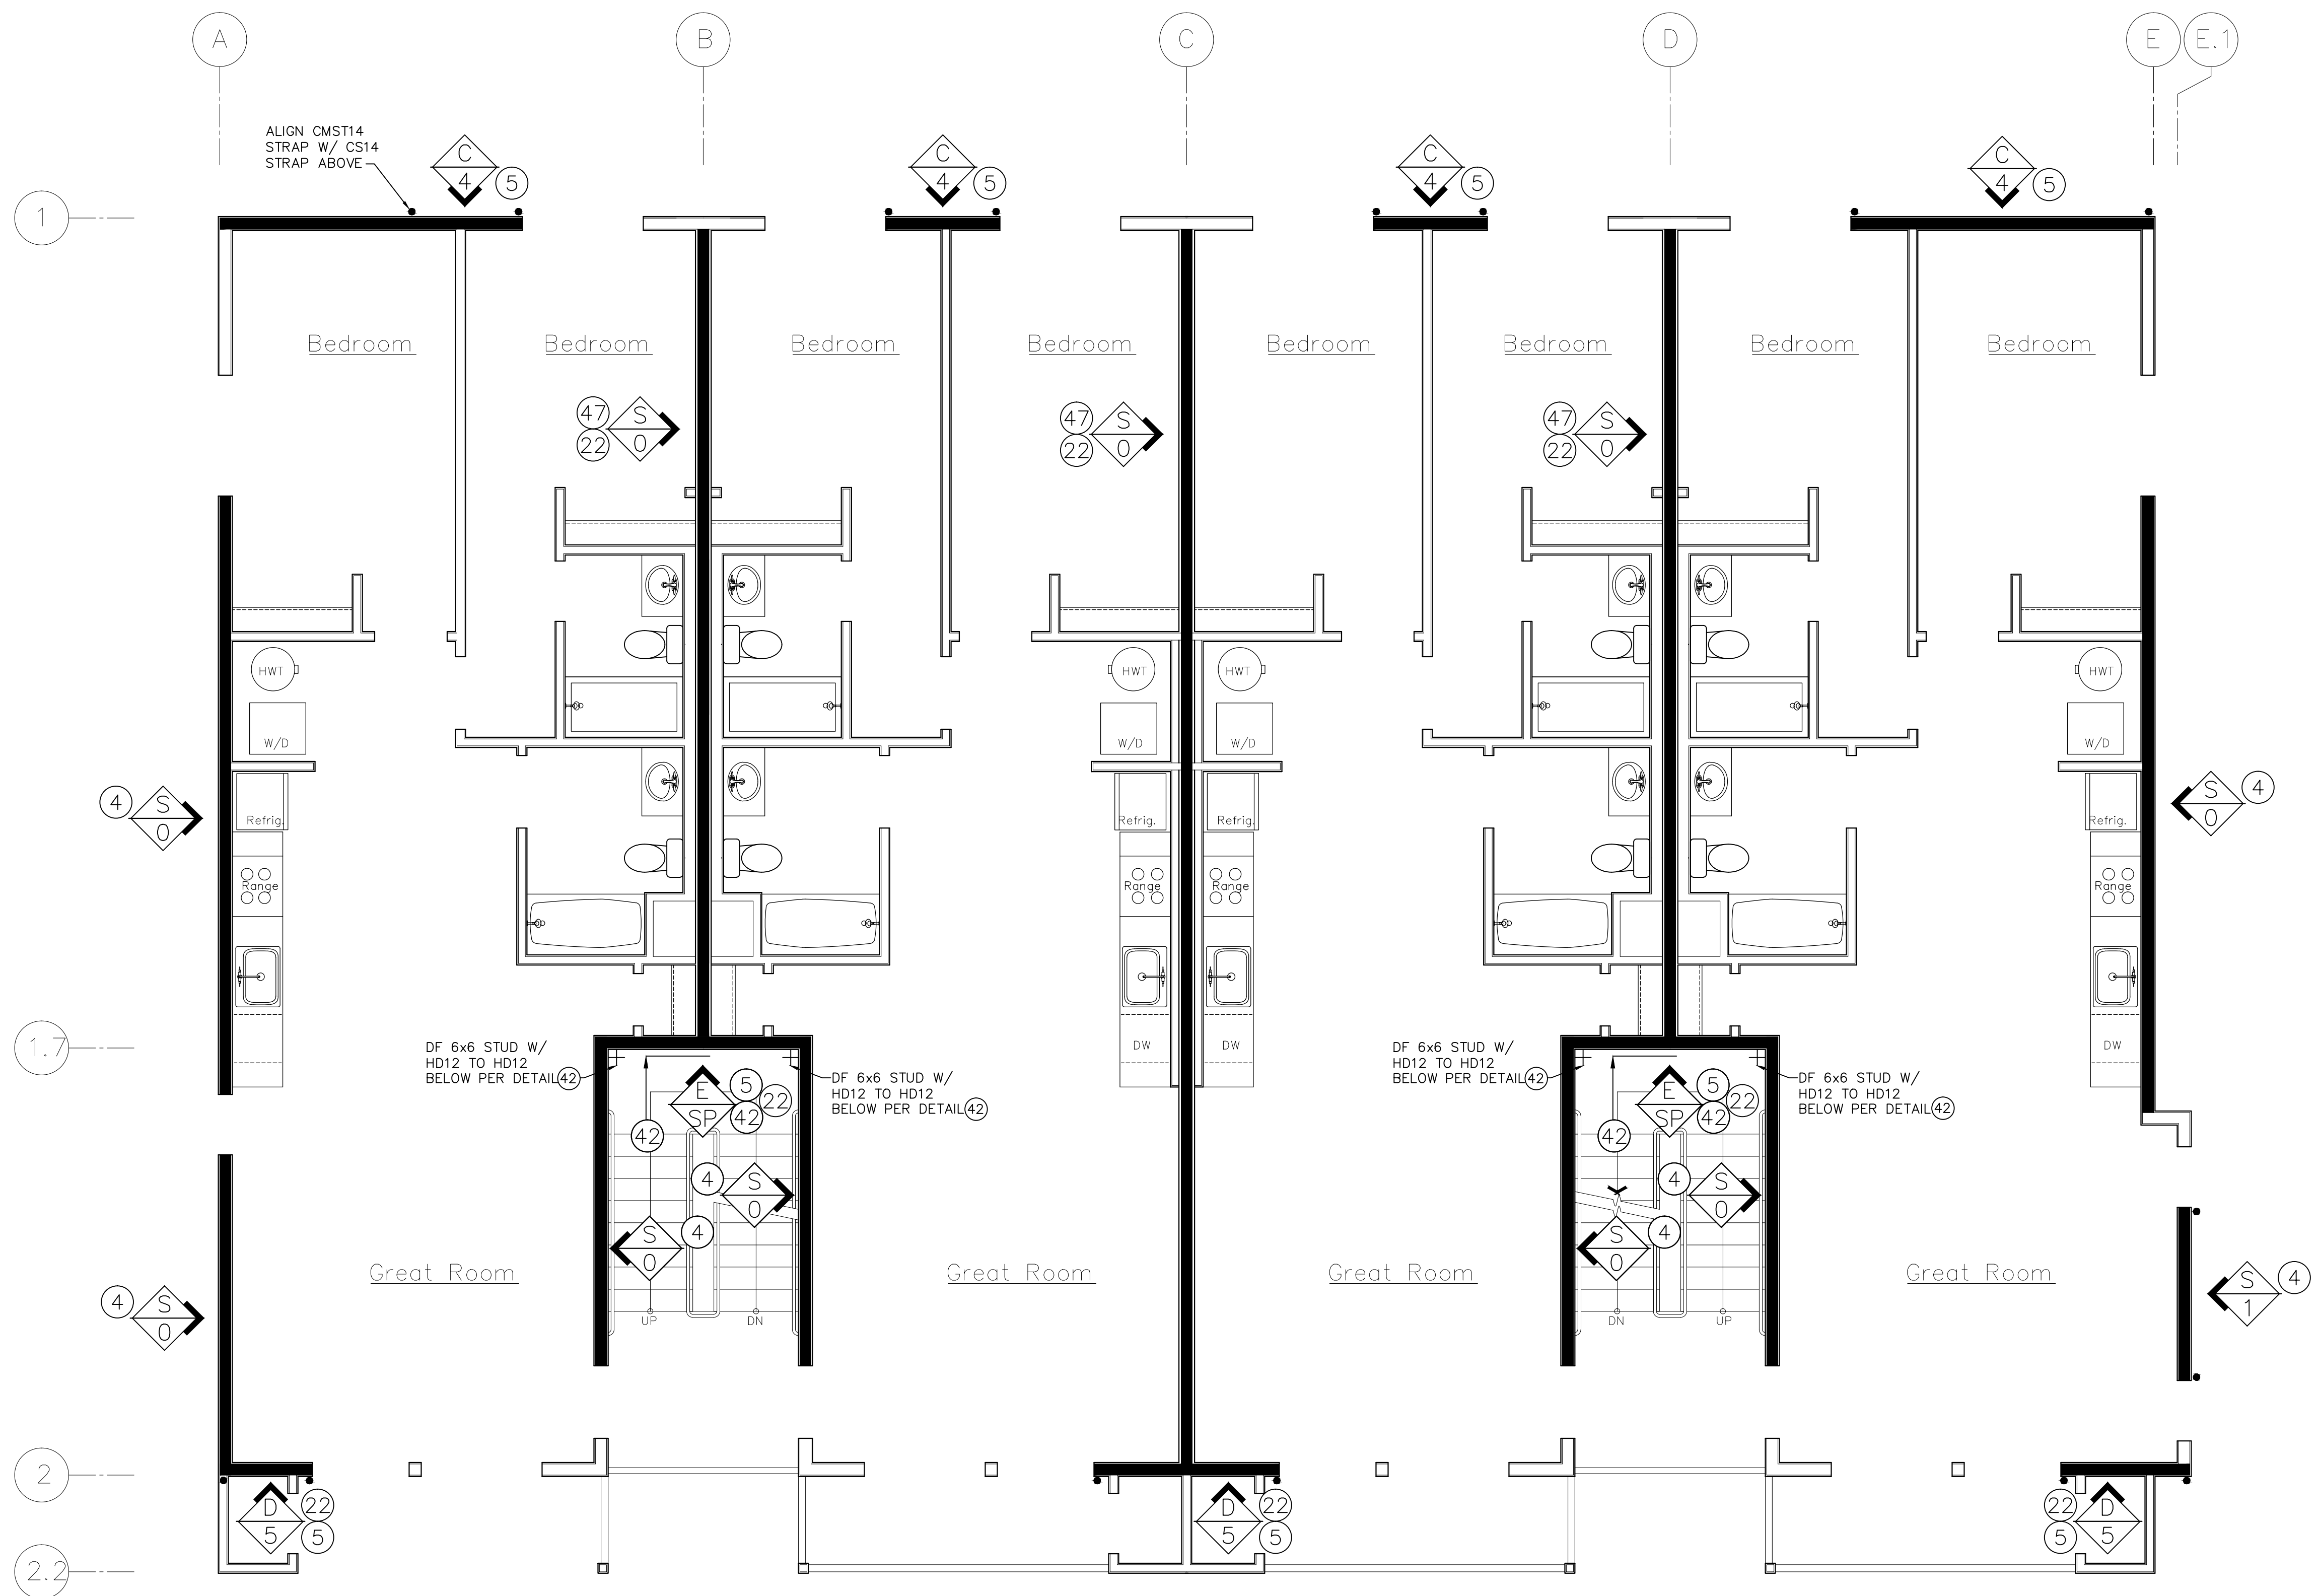 A
B
C
D
E
E.1
ALIGN CMST14
STRAP W/ CS14
STRAP ABOVE
C
4
5
C
4
5
C
4
5
C
4
5
1
Bedroom
Bedroom
Bedroom
Bedroom
Bedroom
Bedroom
Bedroom
Bedroom
47
22
S
0
47
22
S
0
47
22
S
0
HWT
HWT
HWT
HWT
W/D
W/D
W/D
W/D
4
S
0
S
0
4
Refrig.
Refrig.
Refrig.
Refrig.
Range
Range
Range
Range
1.7
DF 6x6 STUD W/
HD12 TO HD12
BELOW PER DETAIL 42
DF 6x6 STUD W/
HD12 TO HD12
BELOW PER DETAIL 42
DW
DW
DF 6x6 STUD W/
HD12 TO HD12
BELOW PER DETAIL 42
DF 6x6 STUD W/
HD12 TO HD12
BELOW PER DETAIL 42
E
SP
5
42
22
42
E
SP
5
42
22
42
4
S
0
S
0
4
4
S
0
S
0
4
Great Room
Great Room
Great Room
Great Room
4
S
0
S
1
4
UP
DN
DN
UP
2
D
5
22
5
D
5
22
5
22
5
D
5
2.2